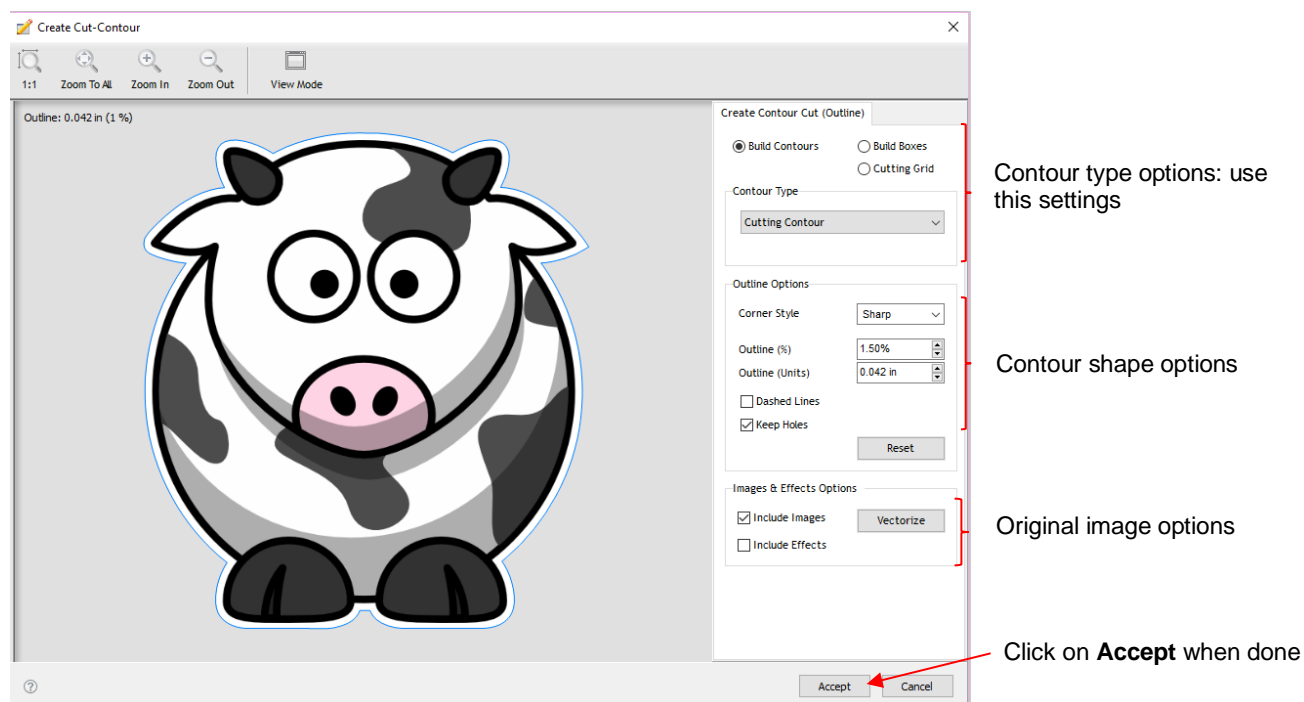 Create Cut-Contour
1:1 Zoom To All Zoom In Zoom Out View Mode
Outline: 0.042 in (1 %)
Create Contour Cut (Outline)
Build Contours Build Boxes
Cutting Grid
Contour Type
Cutting Contour
Contour type options: use
this settings
Outline Options
Corner Style Sharp
Outline (%) 1.50%
Outline (Units) 0.042 in
Dashed Lines
Keep Holes
Reset
Contour shape options
Images & Effects Options
Include Images Vectorize
Include Effects
Original image options
Click on Accept when done
Accept Cancel